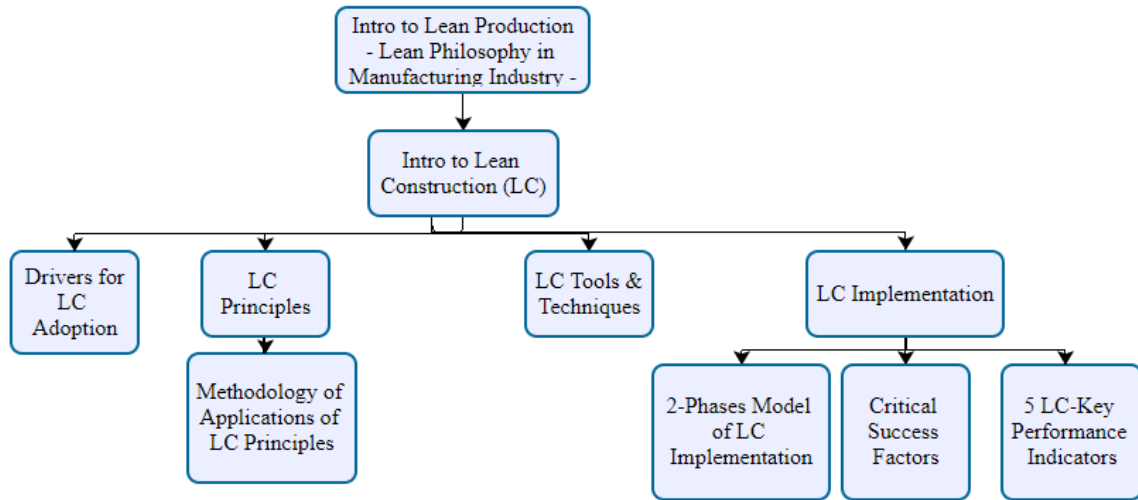 Intro to Lean Production
- Lean Philosophy in
Manufacturing Industry -
Intro to Lean
Construction (LC)
Drivers for
LC
Adoption
LC
Principles
LC Tools &
Techniques
LC Implementation
Methodology of
Applications of
LC Principles
2-Phases Model
of LC
Implementation
Critical
Success
Factors
5 LC-Key
Performance
Indicators